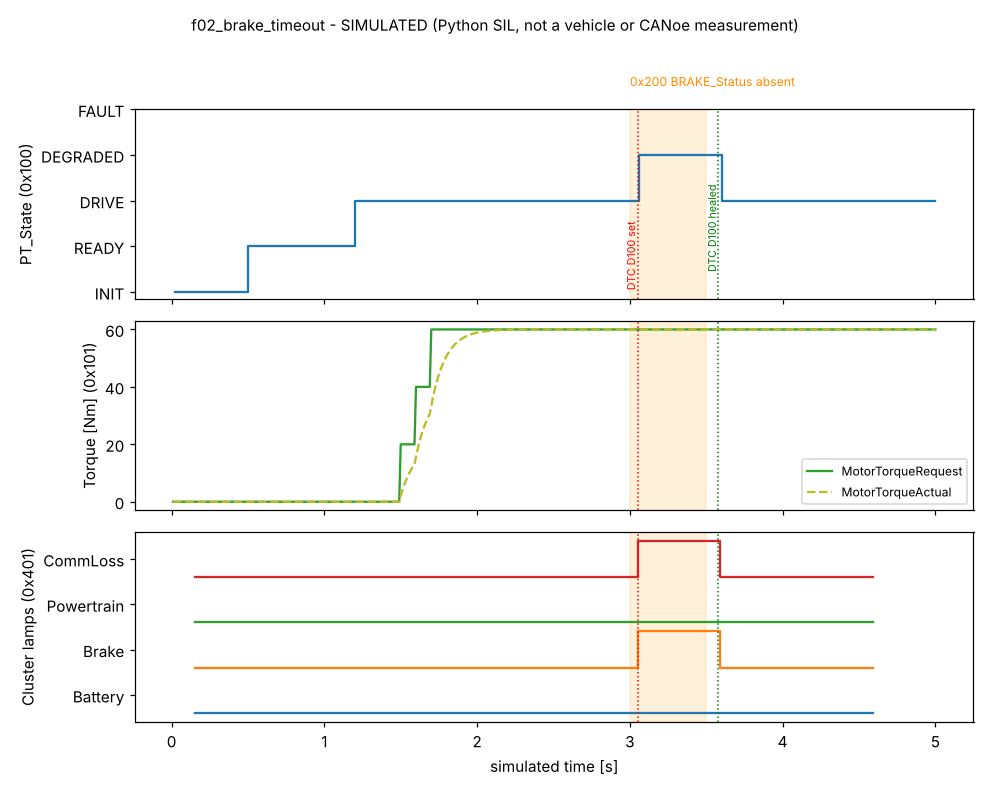 f02_brake_timeout - SIMULATED (Python SIL, not a vehicle or CANoe measurement)
0x200 BRAKE_Status absent
PT_State (0x100)
FAULT
DEGRADED
DRIVE
READY
INIT
DTC D100 set
DTC D100 healed
Torque [Nm] (0x101)
60
40
20
0
MotorTorqueRequest
MotorTorqueActual
Cluster lamps (0x401)
CommLoss
Powertrain
Brake
Battery
0 1 2 3 4 5
simulated time [s]